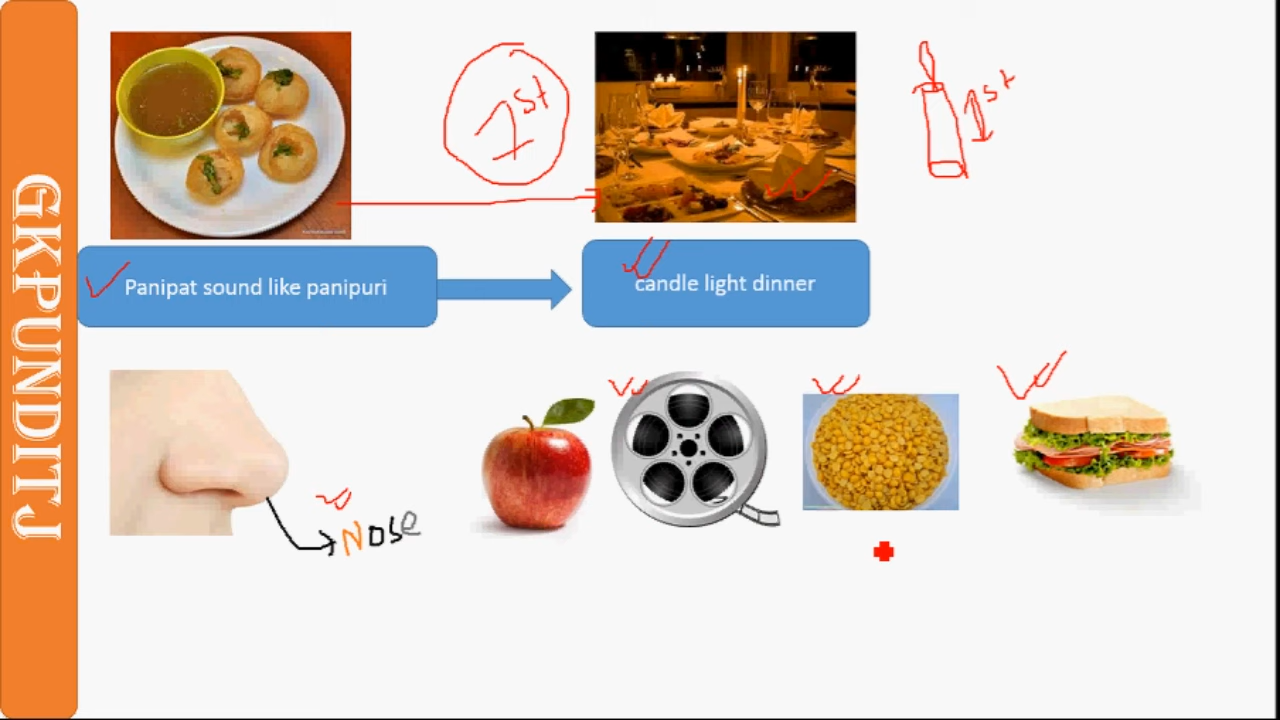 GKPUNDITJ
1st
1st
Panipat sound like panipuri
candle light dinner
Nose